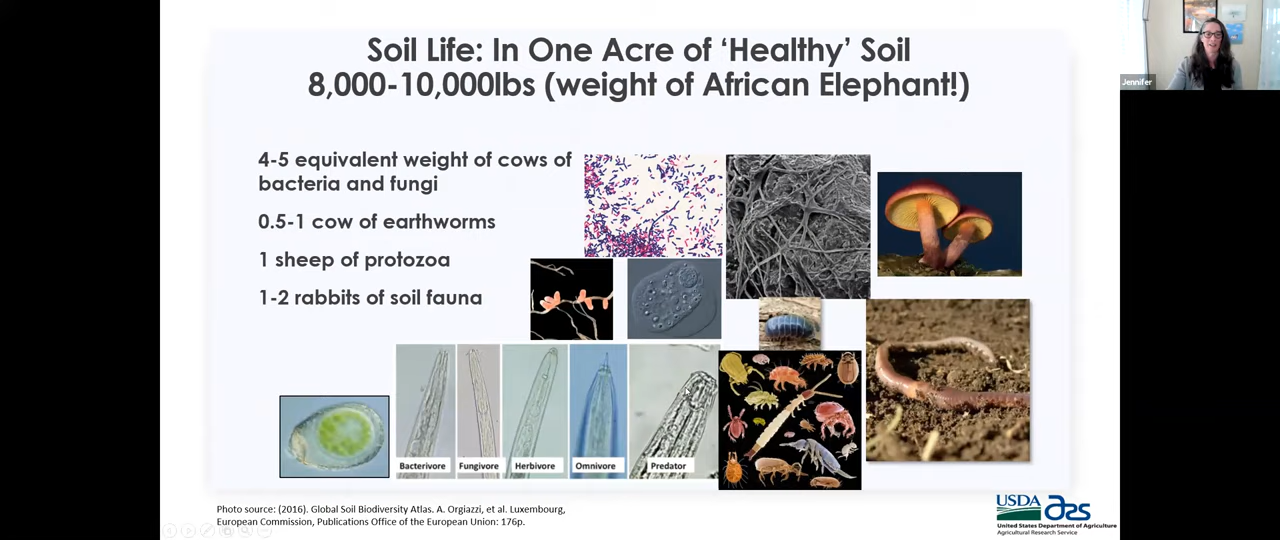 Soil Life: In One Acre of ‘Healthy’ Soil
8,000-10,000lbs (weight of African Elephant!)
Jennifer
4-5 equivalent weight of cows of
bacteria and fungi
0.5-1 cow of earthworms
1 sheep of protozoa
1-2 rabbits of soil fauna
Bacterivore
Fungivore
Herbivore
Omnivore
Predator
Photo source: (2016). Global Soil Biodiversity Atlas. A. Orgiazzi, et al. Luxembourg,
European Commission, Publications Office of the European Union: 176p.
USDA ars
United States Department of Agriculture
Agricultural Research Service